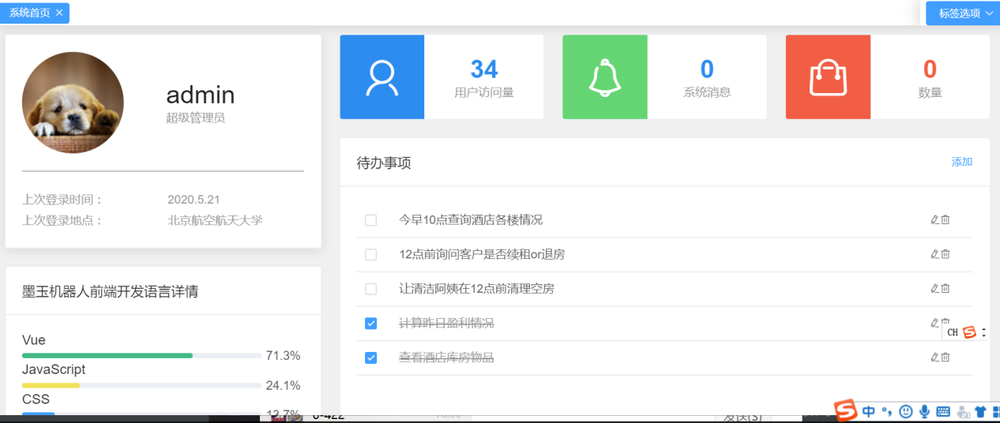 系统首页
标签选项
admin
超级管理员
上次登录时间： 2020.5.21
上次登录地点： 北京航空航天大学
墨玉机器人前端开发语言详情
Vue
71.3%
JavaScript
24.1%
CSS
13.7%
34
用户访问量
0
系统消息
0
数量
待办事项
添加
今早10点查询酒店各楼情况
12点前询问客户是否续租or退房
让清洁阿姨在12点前清理空房
计算昨日盈利情况
查看酒店库房物品
CH
中
发送(S)